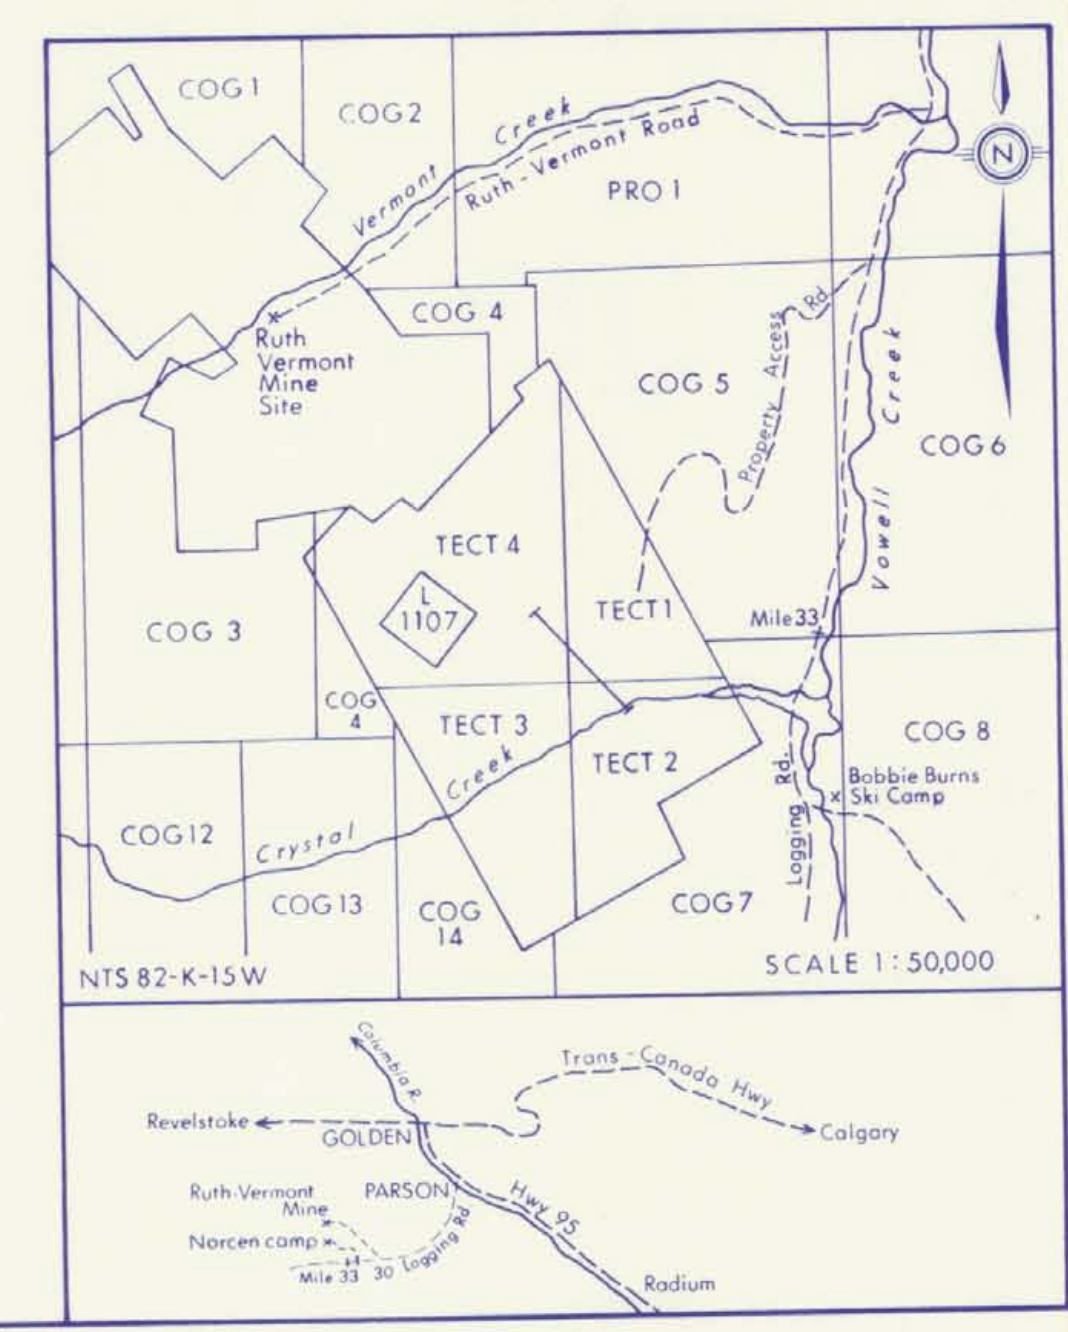 COG 1
COG 2
Vermont Creek
Ruth-Vermont Road
PRO 1
N
COG 4
Ruth
Vermont
Mine
Site
COG 5
Property Access Rd
Vowell Creek
COG 6
TECT 4
L
1107
TECT 1
Mile 33
COG 3
COG
4
TECT 3
TECT 2
COG 8
Bobbie Burns
Ski Camp
Logging Rd.
COG 12
Crystal Creek
COG 13
COG
14
COG 7
NTS 82-K-15W
SCALE 1:50,000
Columbia R.
Trans-Canada Hwy
Revelstoke
GOLDEN
Calgary
Ruth-Vermont
Mine
PARSON
Hwy 95
Norcen camp
Mile 33 30 Logging Rd
Radium